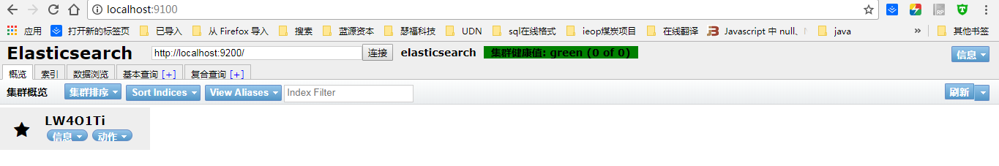 localhost:9100
应用 打开新的标签页 已导入 从 Firefox 导入 搜索 蓝源资本 瑟福科技 UDN sql在线格式 ieop煤炭项目 在线翻译 Javascript 中 null、 java » 其他书签
Elasticsearch http://localhost:9200/ 连接 elasticsearch 集群健康值: green (0 of 0) 信息
概览 索引 数据浏览 基本查询 [+] 复合查询 [+]
集群概览 集群排序 Sort Indices View Aliases Index Filter 刷新
LW4O1Ti
信息 动作